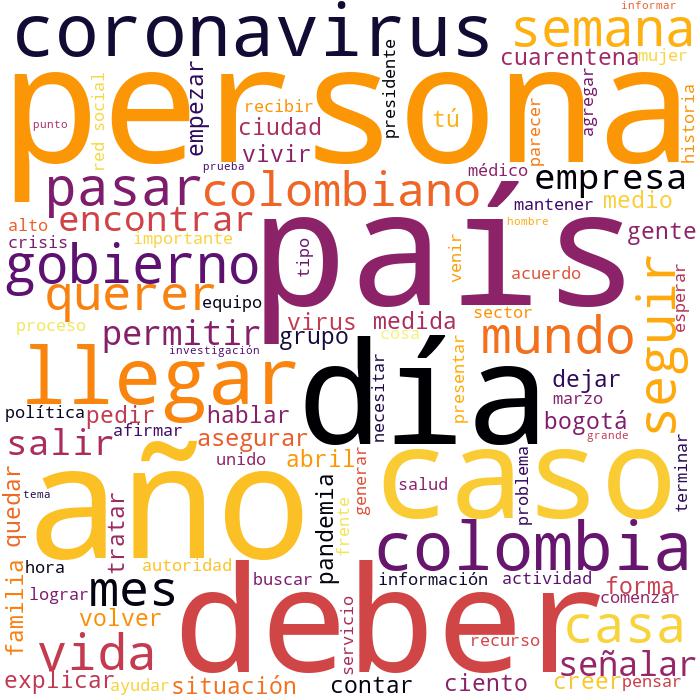 informar
coronavirus
semana
cuarentena
mujer
persona
punto
red social
empezar
recibir
ciudad
vivir
prueba
presidente
tú
parecer
agregar
historia
médico
pasar
colombiano
empresa
mantener
medio
alto
encontrar
país
hombre
gente
crisis
importante
gobierno
tipo
venir
acuerdo
esperar
querer
equipo
seguir
proceso
permitir
virus
medida
sector
grupo
cosa
mundo
investigación
llegar
día
necesitar
presentar
dejar
marzo
política
pedir
hablar
bogotá
afirmar
asegurar
grande
salir
unido
abril
caso
terminar
año
quedar
tema
tratar
pandemia
frente
generar
salud
problema
colombia
hora
autoridad
familia
lograr
mes
buscar
información
actividad
forma
comenzar
volver
deber
servicio
recurso
casa
vida
señalar
explicar
ayudar
situación
contar
ciento
creer
pensar